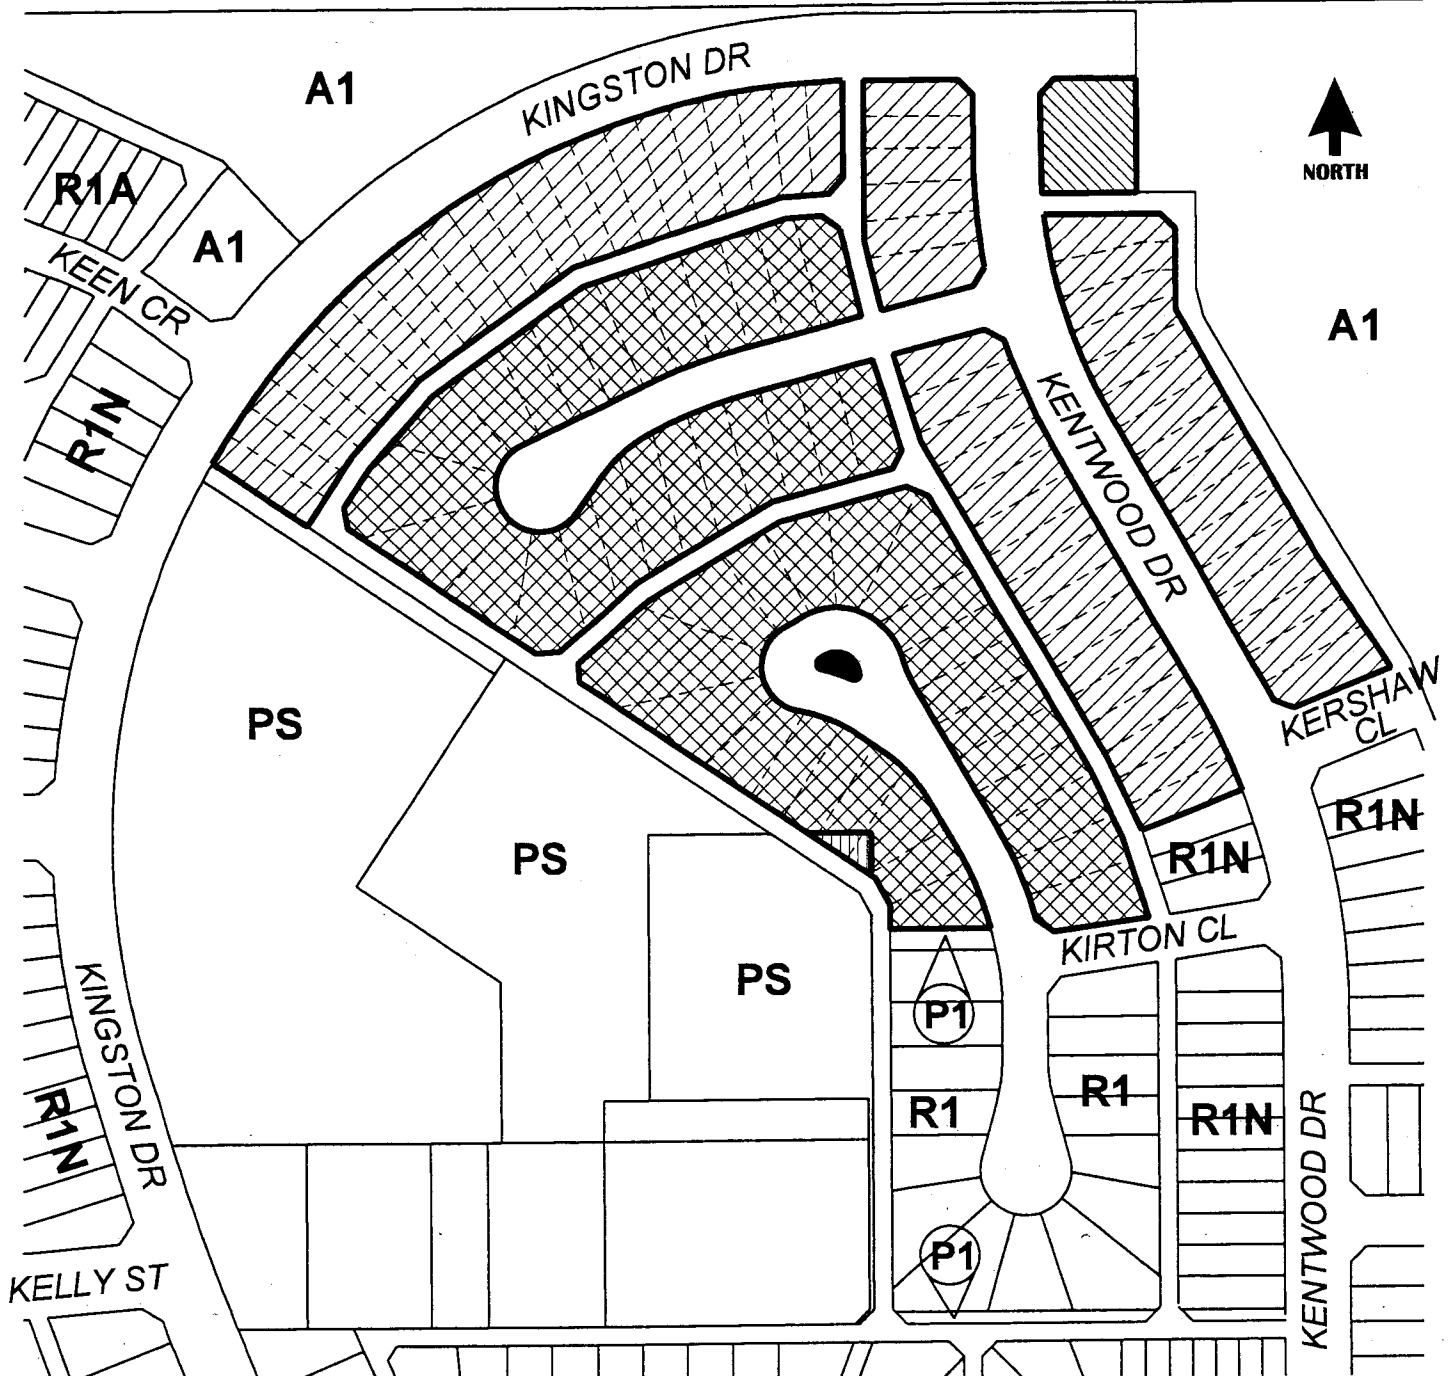 KINGSTON DR
A1
NORTH
R1A
A1
KEEN CR
A1
R1N
KENTWOOD DR
KERSHAW
CL
PS
R1N
PS
R1N
KIRTON CL
PS
P1
KINGSTON DR
R1
R1
R1N
R1N
KENTWOOD DR
P1
KELLY ST